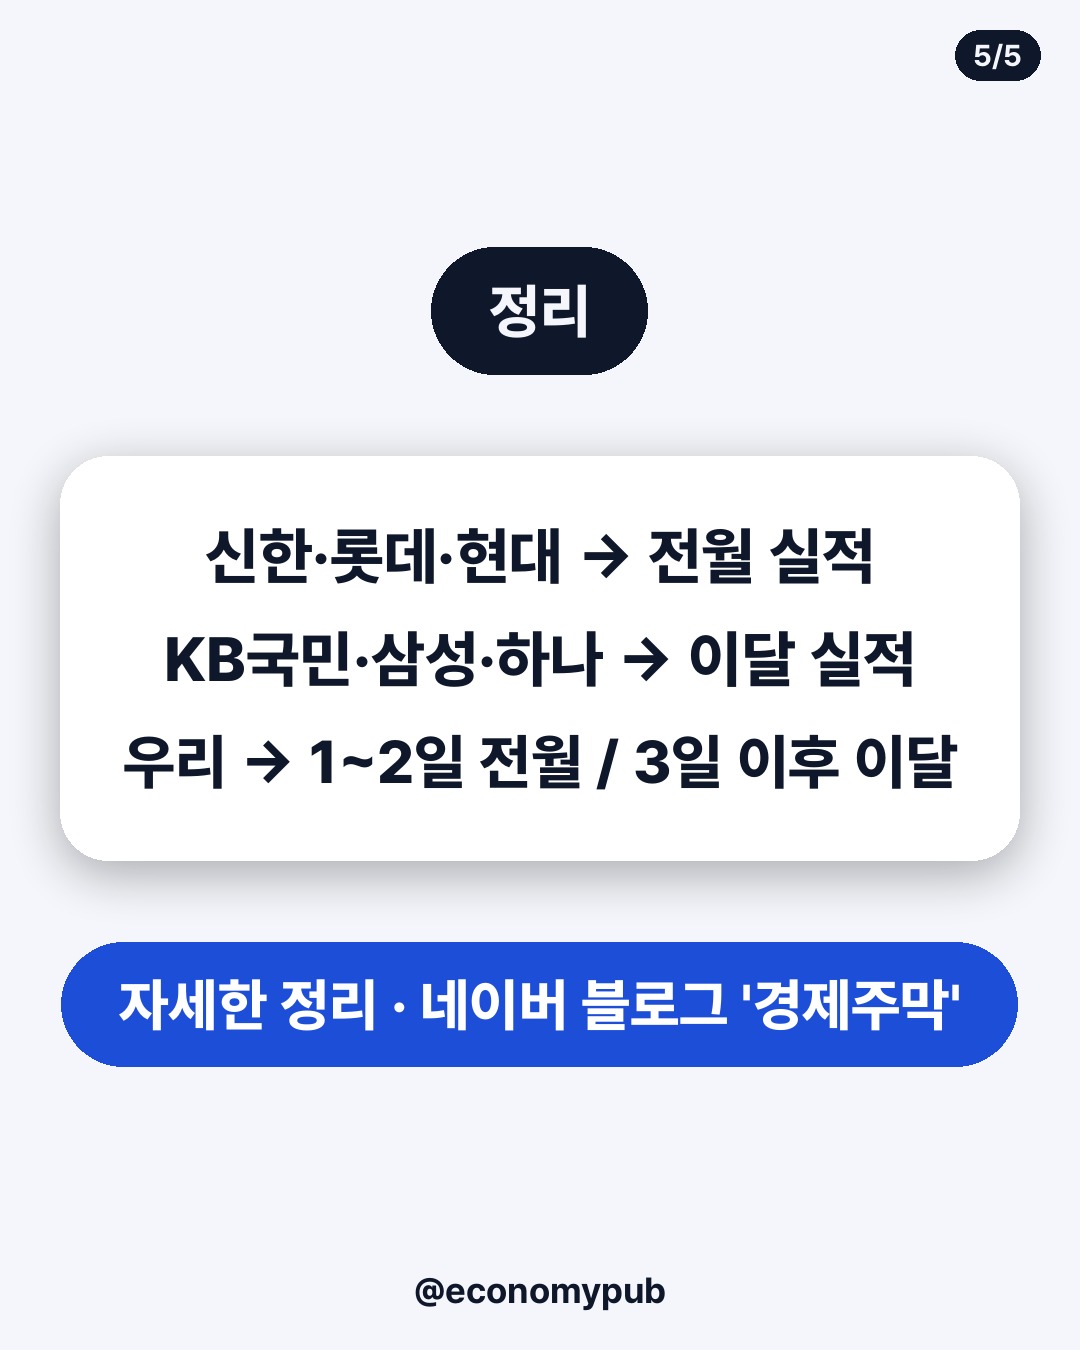 5/5
정리
신한·롯데·현대 → 전월 실적
KB국민·삼성·하나 → 이달 실적
우리 → 1~2일 전월 / 3일 이후 이달
자세한 정리 · 네이버 블로그 '경제주막'
@economypub